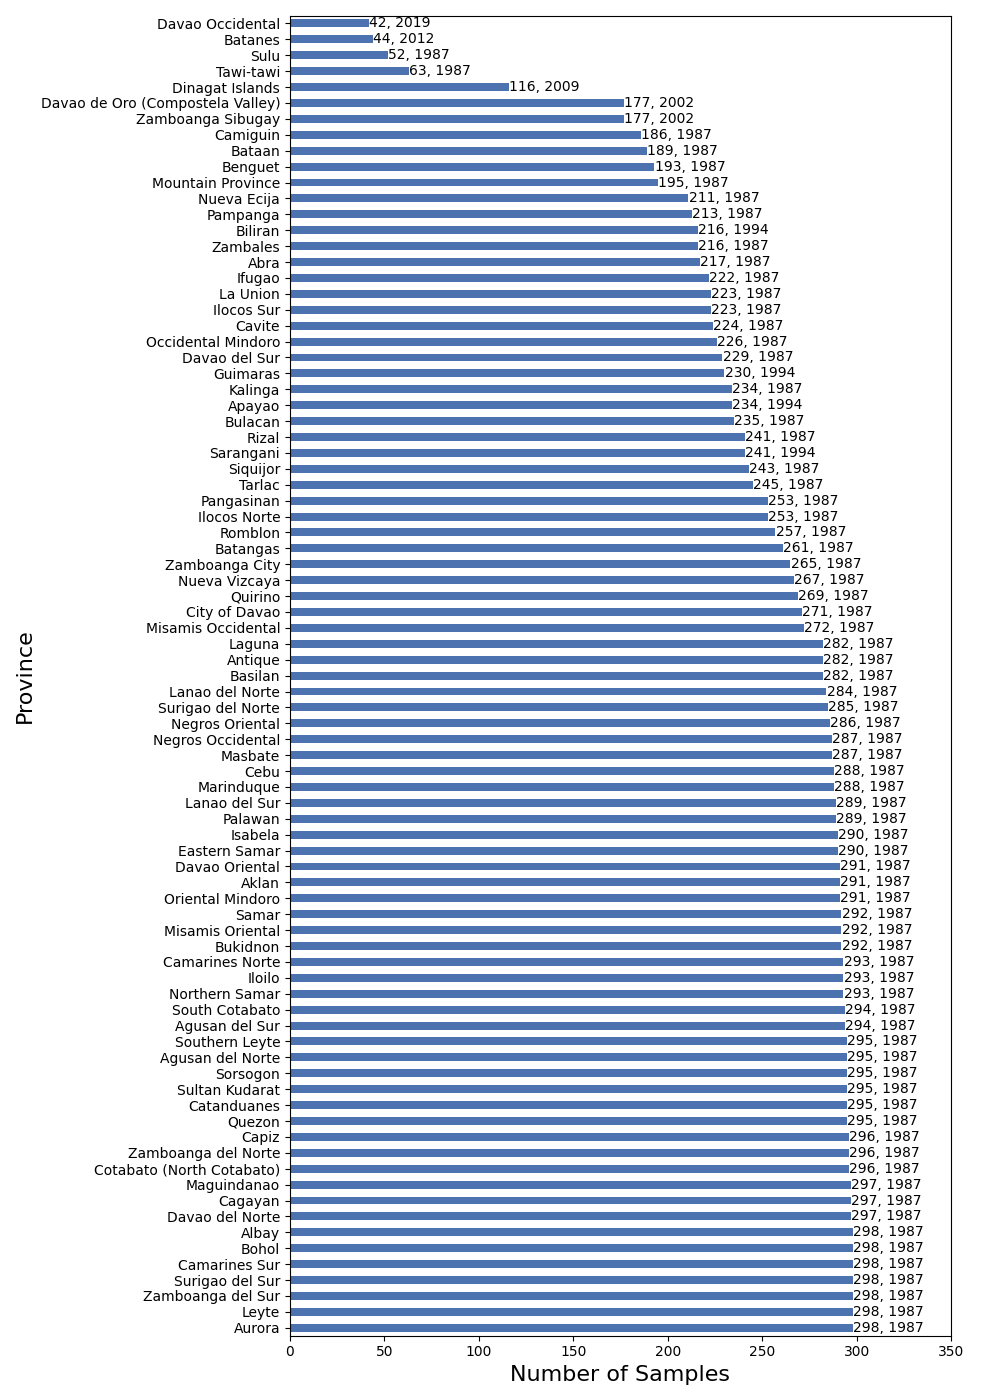 Davao Occidental 42, 2019
Batanes 44, 2012
Sulu 52, 1987
Tawi-tawi 63, 1987
Dinagat Islands 116, 2009
Davao de Oro (Compostela Valley) 177, 2002
Zamboanga Sibugay 177, 2002
Camiguin 186, 1987
Bataan 189, 1987
Benguet 193, 1987
Mountain Province 195, 1987
Nueva Ecija 211, 1987
Pampanga 213, 1987
Biliran 216, 1994
Zambales 216, 1987
Abra 217, 1987
Ifugao 222, 1987
La Union 223, 1987
Ilocos Sur 223, 1987
Cavite 224, 1987
Occidental Mindoro 226, 1987
Davao del Sur 229, 1987
Guimaras 230, 1994
Kalinga 234, 1987
Apayao 234, 1994
Bulacan 235, 1987
Rizal 241, 1987
Sarangani 241, 1994
Siquijor 243, 1987
Tarlac 245, 1987
Pangasinan 253, 1987
Ilocos Norte 253, 1987
Romblon 257, 1987
Batangas 261, 1987
Zamboanga City 265, 1987
Nueva Vizcaya 267, 1987
Quirino 269, 1987
City of Davao 271, 1987
Misamis Occidental 272, 1987
Laguna 282, 1987
Antique 282, 1987
Basilan 282, 1987
Lanao del Norte 284, 1987
Surigao del Norte 285, 1987
Negros Oriental 286, 1987
Negros Occidental 287, 1987
Masbate 287, 1987
Cebu 288, 1987
Marinduque 288, 1987
Lanao del Sur 289, 1987
Palawan 289, 1987
Isabela 290, 1987
Eastern Samar 290, 1987
Davao Oriental 291, 1987
Aklan 291, 1987
Oriental Mindoro 291, 1987
Samar 292, 1987
Misamis Oriental 292, 1987
Bukidnon 292, 1987
Camarines Norte 293, 1987
Iloilo 293, 1987
Northern Samar 293, 1987
South Cotabato 294, 1987
Agusan del Sur 294, 1987
Southern Leyte 295, 1987
Agusan del Norte 295, 1987
Sorsogon 295, 1987
Sultan Kudarat 295, 1987
Catanduanes 295, 1987
Quezon 295, 1987
Capiz 296, 1987
Zamboanga del Norte 296, 1987
Cotabato (North Cotabato) 296, 1987
Maguindanao 297, 1987
Cagayan 297, 1987
Davao del Norte 297, 1987
Albay 298, 1987
Bohol 298, 1987
Camarines Sur 298, 1987
Surigao del Sur 298, 1987
Zamboanga del Sur 298, 1987
Leyte 298, 1987
Aurora 298, 1987
0 50 100 150 200 250 300 350
Number of Samples
Province